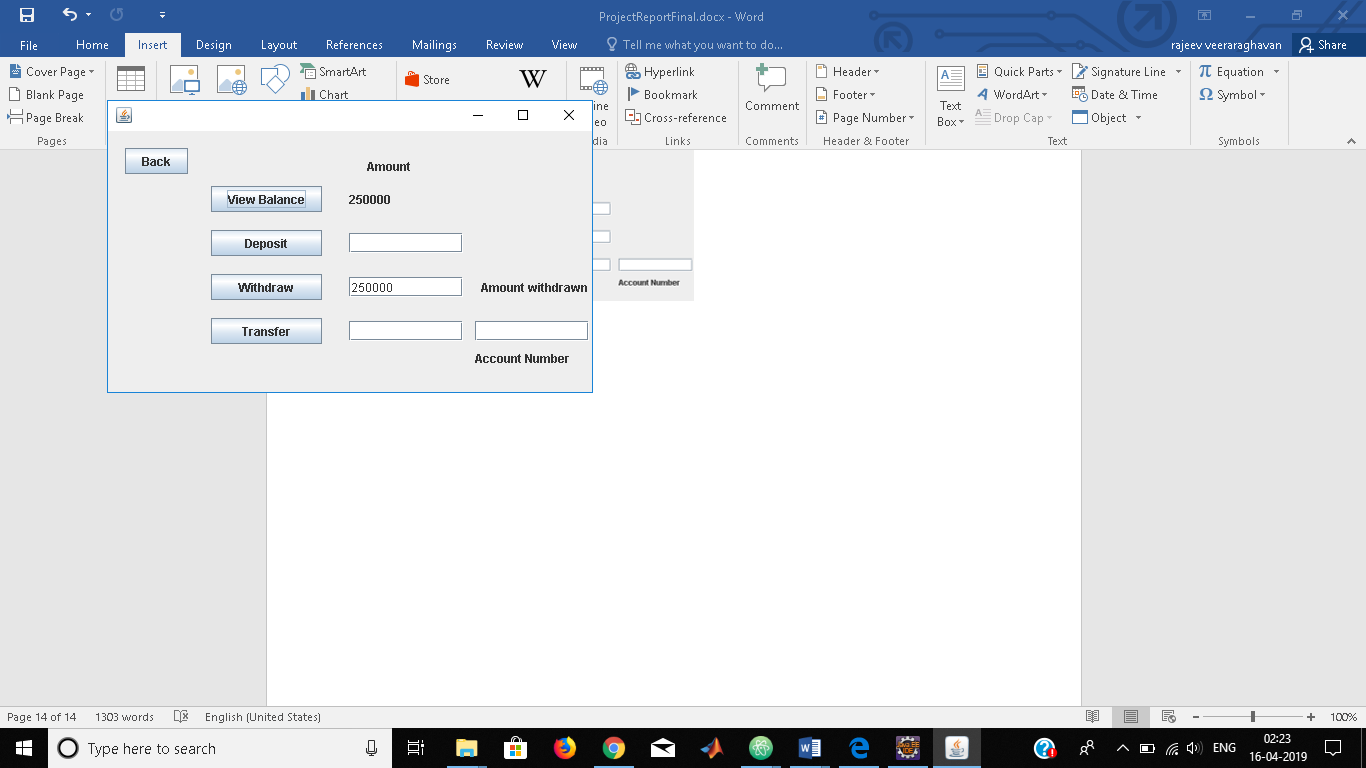 ProjectReportFinal.docx - Word
File Home Insert Design Layout References Mailings Review View Tell me what you want to do... rajeev veeraraghavan Share
Cover Page SmartArt Store W Hyperlink Header Quick Parts Signature Line Equation
Blank Page Chart Bookmark Comment Footer Text WordArt Date & Time Symbol
Page Break Cross-reference Page Number Box Drop Cap Object
Pages Links Comments Header & Footer Text Symbols
Back
Amount
View Balance 250000
Deposit
Withdraw 250000 Amount withdrawn
Transfer
Account Number
Account Number
Page 14 of 14 1303 words English (United States) 100%
Type here to search ENG 02:23
16-04-2019